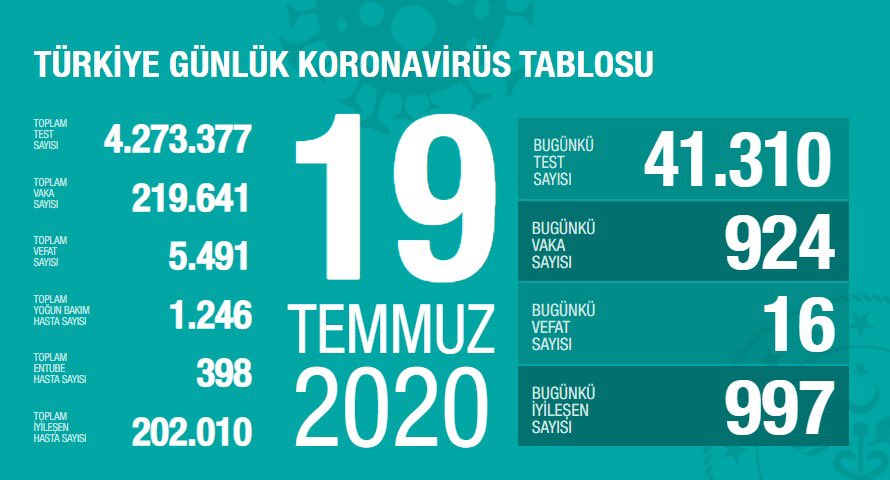 TÜRKİYE GÜNLÜK KORONAVİRÜS TABLOSU
TOPLAM
TEST
SAYISI
4.273.377
TOPLAM
VAKA
SAYISI
219.641
TOPLAM
VEFAT
SAYISI
5.491
TOPLAM
YOĞUN BAKIM
HASTA SAYISI
1.246
TOPLAM
ENTUBE
HASTA SAYISI
398
TOPLAM
İYİLEŞEN
HASTA SAYISI
202.010
19
TEMMUZ
2020
BUGÜNKÜ
TEST
SAYISI
41.310
BUGÜNKÜ
VAKA
SAYISI
924
BUGÜNKÜ
VEFAT
SAYISI
16
BUGÜNKÜ
İYİLEŞEN
SAYISI
997